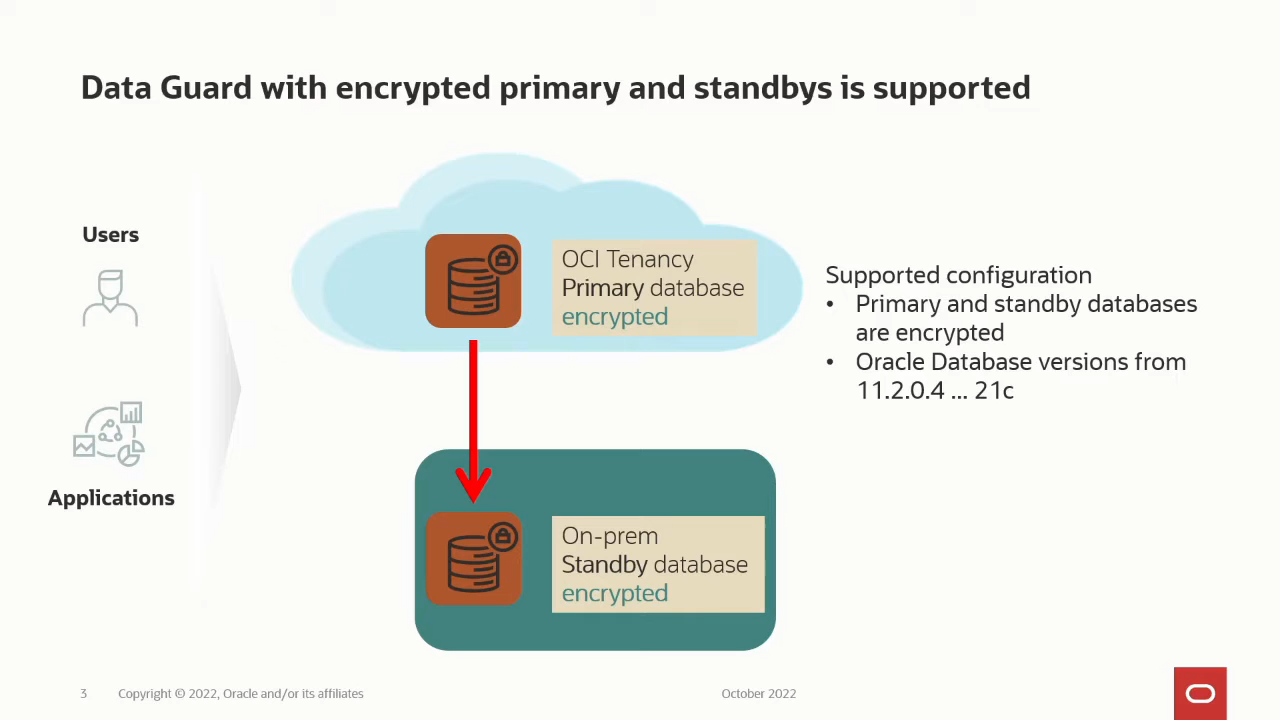 Data Guard with encrypted primary and standbys is supported
Users
Applications
OCI Tenancy
Primary database
encrypted
On-prem
Standby database
encrypted
Supported configuration
• Primary and standby databases
are encrypted
• Oracle Database versions from
11.2.0.4 ... 21c
3
Copyright © 2022, Oracle and/or its affiliates
October 2022